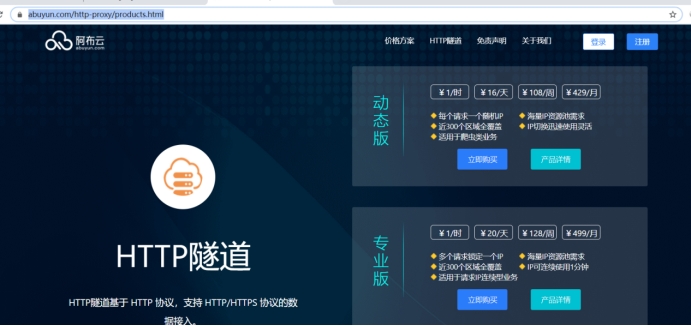 abuyun.com/http-proxy/products.html
阿布云
abuyun.com
价格方案 HTTP隧道 免责声明 关于我们 登录 注册
动态版
¥1/时 ¥16/天 ¥108/周 ¥429/月
每个请求一个随机IP 海量IP资源池需求
近300个区域全覆盖 IP切换迅速使用灵活
适用于爬虫类业务
立即购买 产品详情
专业版
¥1/时 ¥20/天 ¥128/周 ¥499/月
多个请求锁定一个IP 海量IP资源池需求
近300个区域全覆盖 IP可连续使用1分钟
适用于请求IP连续型业务
立即购买 产品详情
HTTP隧道
HTTP隧道基于 HTTP 协议，支持 HTTP/HTTPS 协议的数
据接入。